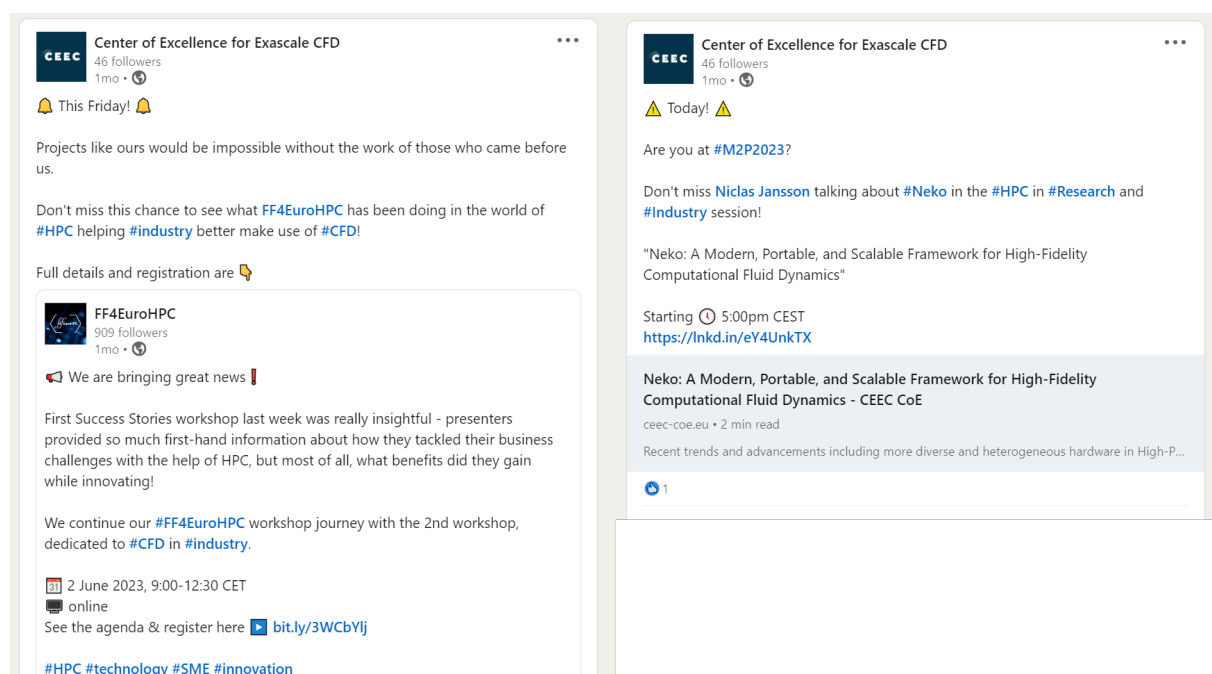 CEEC
Center of Excellence for Exascale CFD
46 followers
1mo •
🔔 This Friday! 🔔
Projects like ours would be impossible without the work of those who came before
us.
Don't miss this chance to see what FF4EuroHPC has been doing in the world of
#HPC helping #industry better make use of #CFD!
Full details and registration are 👇
FF4EuroHPC
909 followers
1mo •
📢 We are bringing great news❗
First Success Stories workshop last week was really insightful - presenters
provided so much first-hand information about how they tackled their business
challenges with the help of HPC, but most of all, what benefits did they gain
while innovating!
We continue our #FF4EuroHPC workshop journey with the 2nd workshop,
dedicated to #CFD in #industry.
📅 2 June 2023, 9:00-12:30 CET
🖥 online
See the agenda & register here ▶ bit.ly/3WCbYlj
#HPC #technology #SME #innovation
CEEC
Center of Excellence for Exascale CFD
46 followers
1mo •
⚠ Today! ⚠
Are you at #M2P2023?
Don't miss Niclas Jansson talking about #Neko in the #HPC in #Research and
#Industry session!
"Neko: A Modern, Portable, and Scalable Framework for High-Fidelity
Computational Fluid Dynamics"
Starting 🕔 5:00pm CEST
https://lnkd.in/eY4UnkTX
Neko: A Modern, Portable, and Scalable Framework for High-Fidelity
Computational Fluid Dynamics - CEEC CoE
ceec-coe.eu • 2 min read
Recent trends and advancements including more diverse and heterogeneous hardware in High-P...
1